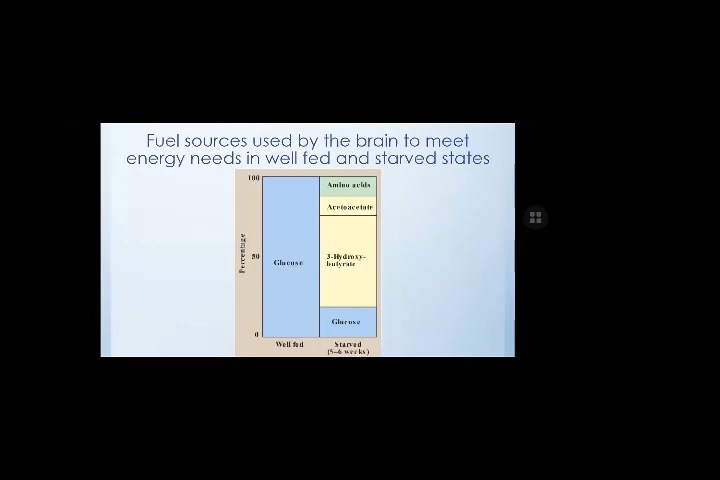 Fuel sources used by the brain to meet
energy needs in well fed and starved states
100
Amino acids
Acetoacetate
Percentage
50
Glucose
3-Hydroxy-
butyrate
Glucose
0
Well fed
Starved
(5-6 weeks)